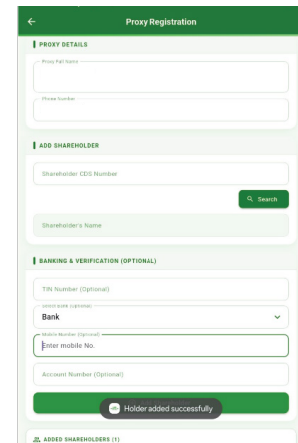 Proxy Registration
PROXY DETAILS
Proxy Full Name
Phone Number
ADD SHAREHOLDER
Shareholder CDS Number
Search
Shareholder's Name
BANKING & VERIFICATION (OPTIONAL)
TIN Number (Optional)
Select Bank (Optional)
Bank
Mobile Number (Optional)
Enter mobile No.
Account Number (Optional)
Holder added successfully
ADDED SHAREHOLDERS (1)